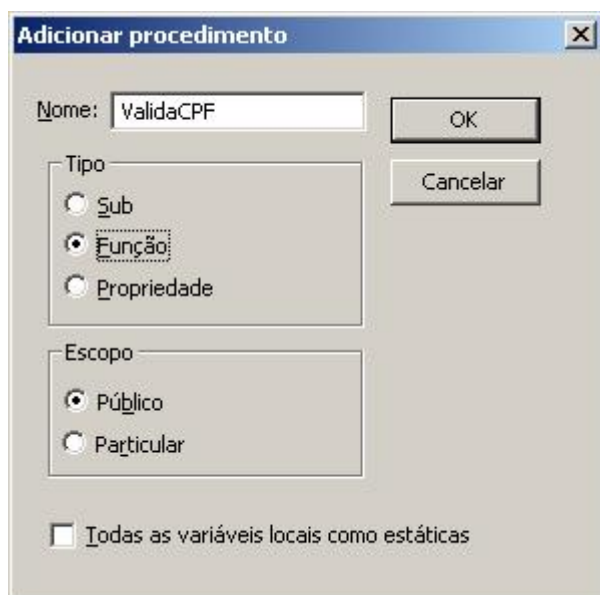 Adicionar procedimento
Nome: ValidaCPF
OK
Tipo
Cancelar
Sub
Função
Propriedade
Escopo
Público
Particular
Todas as variáveis locais como estáticas